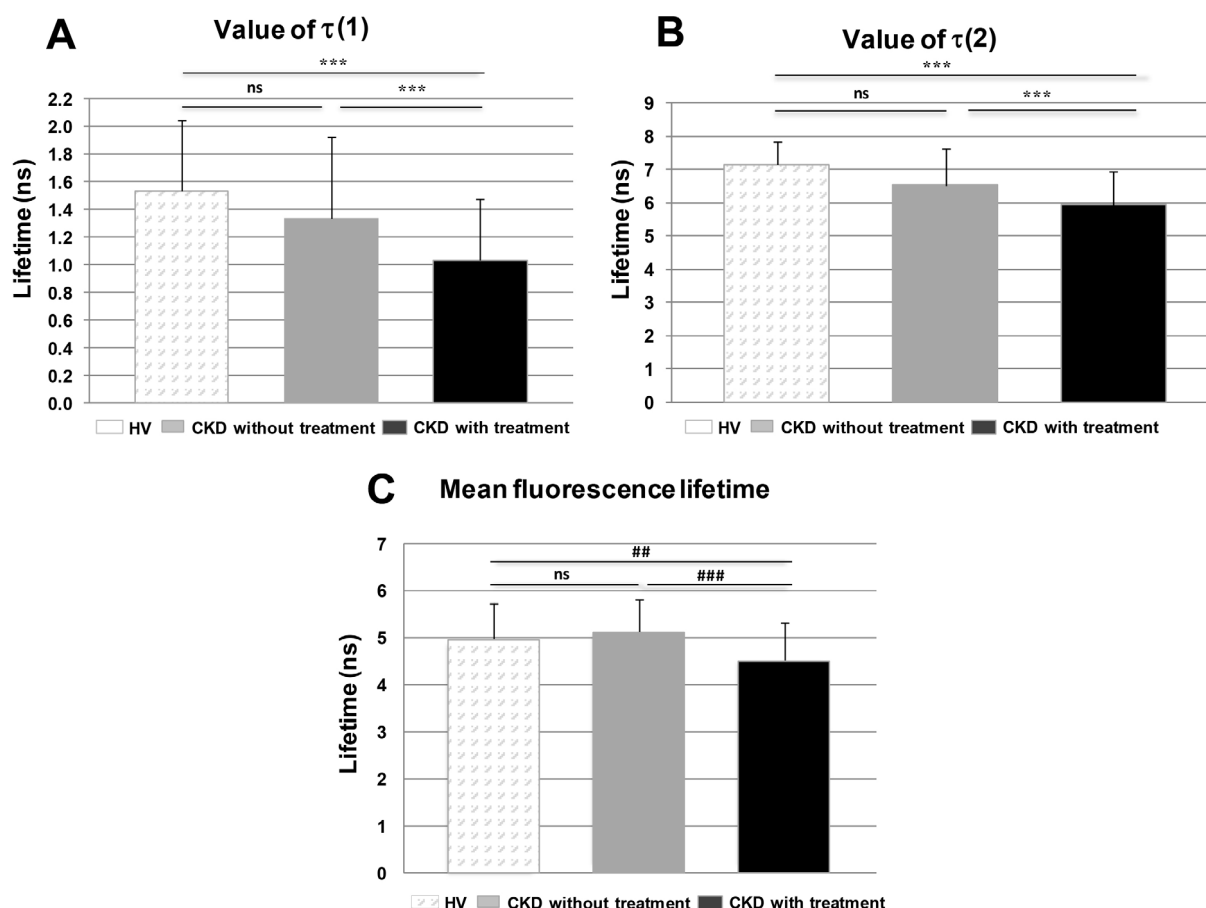 A
Value of τ(1)
***
ns
***
2.2
2.0
1.8
1.6
1.4
1.2
1.0
0.8
0.6
0.4
0.2
0.0
Lifetime (ns)
HV CKD without treatment CKD with treatment
B
Value of τ(2)
***
ns
***
9
8
7
6
5
4
3
2
1
0
Lifetime (ns)
HV CKD without treatment CKD with treatment
C Mean fluorescence lifetime
##
ns
###
7
6
5
4
3
2
1
0
Lifetime (ns)
HV CKD without treatment CKD with treatment